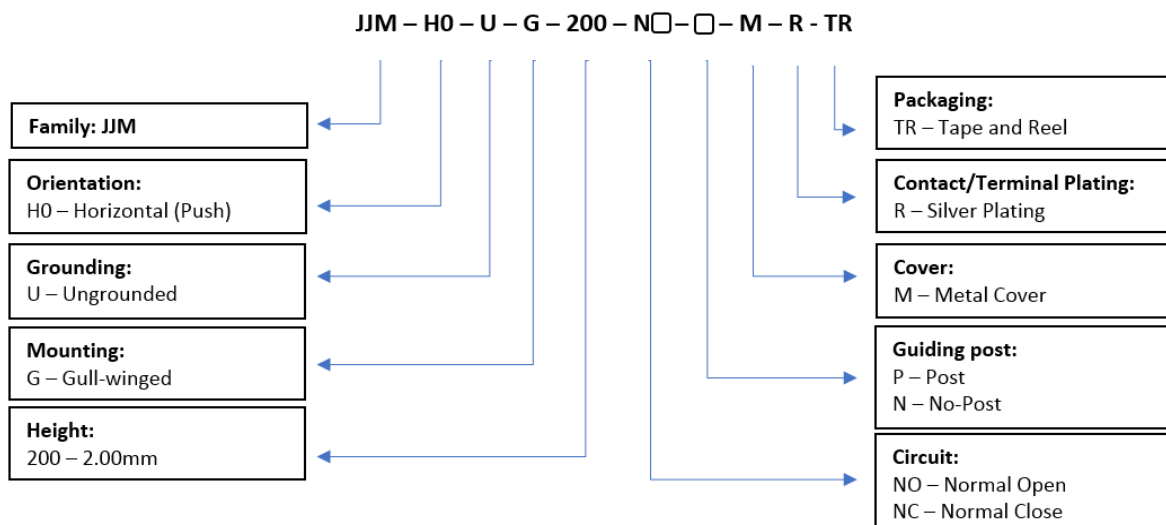 JJM – H0 – U – G – 200 – N□ – □ – M – R - TR
Family: JJM
Orientation:
H0 – Horizontal (Push)
Grounding:
U – Ungrounded
Mounting:
G – Gull-winged
Height:
200 – 2.00mm
Packaging:
TR – Tape and Reel
Contact/Terminal Plating:
R – Silver Plating
Cover:
M – Metal Cover
Guiding post:
P – Post
N – No-Post
Circuit:
NO – Normal Open
NC – Normal Close